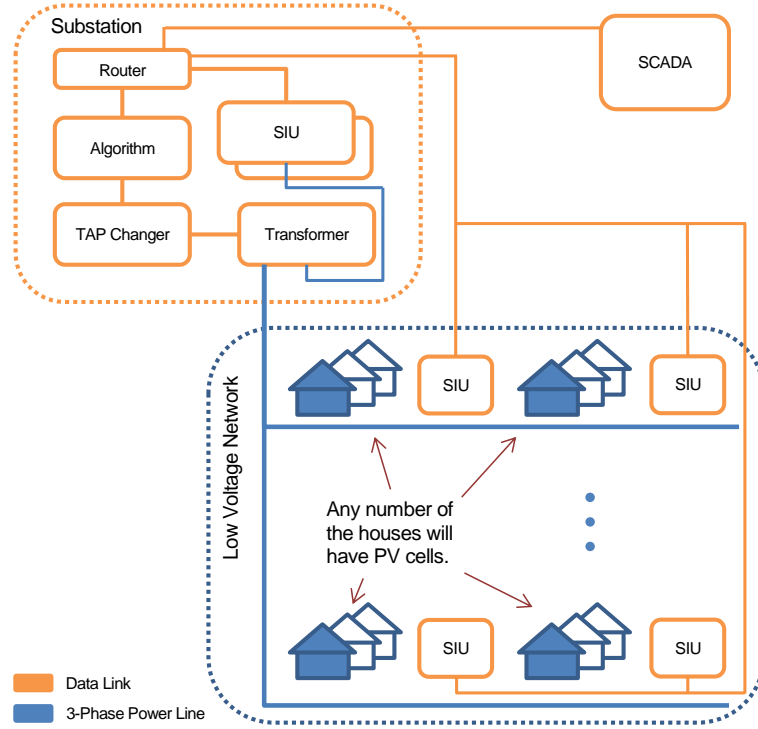 Substation
Router
SCADA
SIU
Algorithm
TAP Changer
Transformer
Low Voltage Network
SIU
SIU
Any number of
the houses will
have PV cells.
SIU
SIU
Data Link
3-Phase Power Line